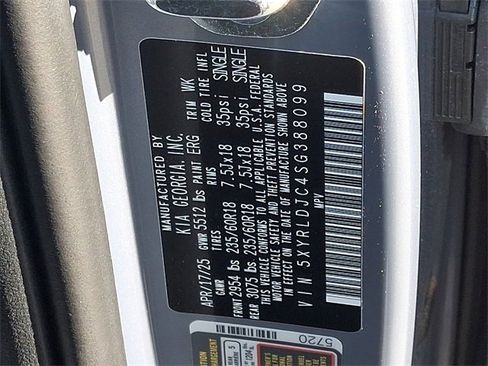 MANUFACTURED BY
KIA GEORGIA, INC.
APR/17/25 GVWR 5512 lbs PAINT ERG TRIM WK
GAWR TIRES RIMS COLD TIRE INFL
FRONT 2954 lbs 235/60R18 7.5Jx18 35psi SINGLE
REAR 3075 lbs 235/60R18 7.5Jx18 35psi SINGLE
THIS VEHICLE CONFORMS TO ALL APPLICABLE U.S.A. FEDERAL
MOTOR VEHICLE SAFETY AND THEFT PREVENTION STANDARDS
IN EFFECT ON THE DATE OF MANUFACTURE SHOWN ABOVE
VIN 5XYRLDJC4SG388099
MPV
5720